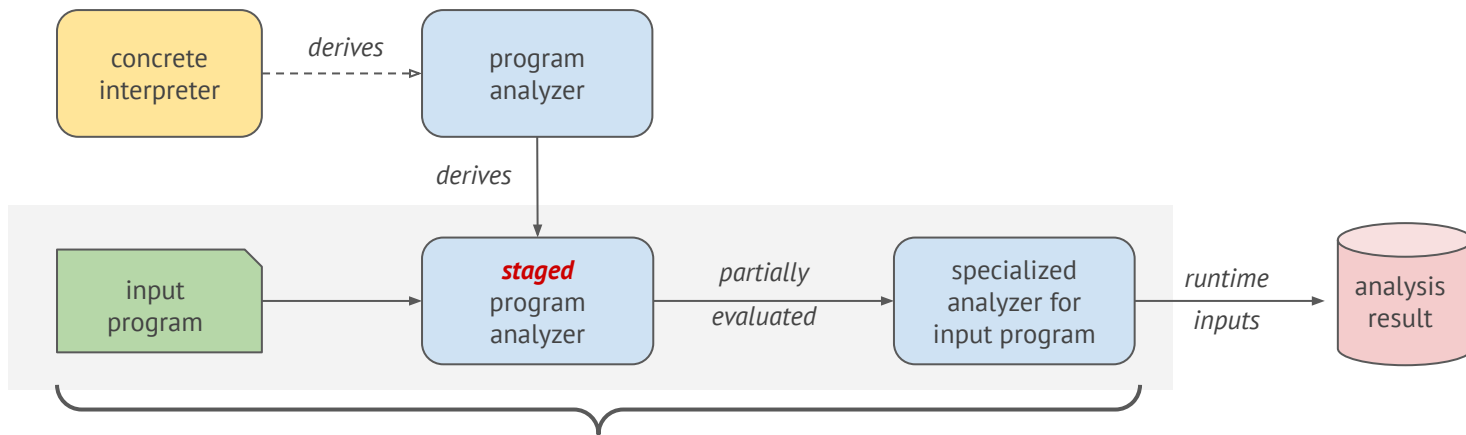 concrete
interpreter
derives
program
analyzer
derives
input
program
staged
program
analyzer
partially
evaluated
specialized
analyzer for
input program
runtime
inputs
analysis
result